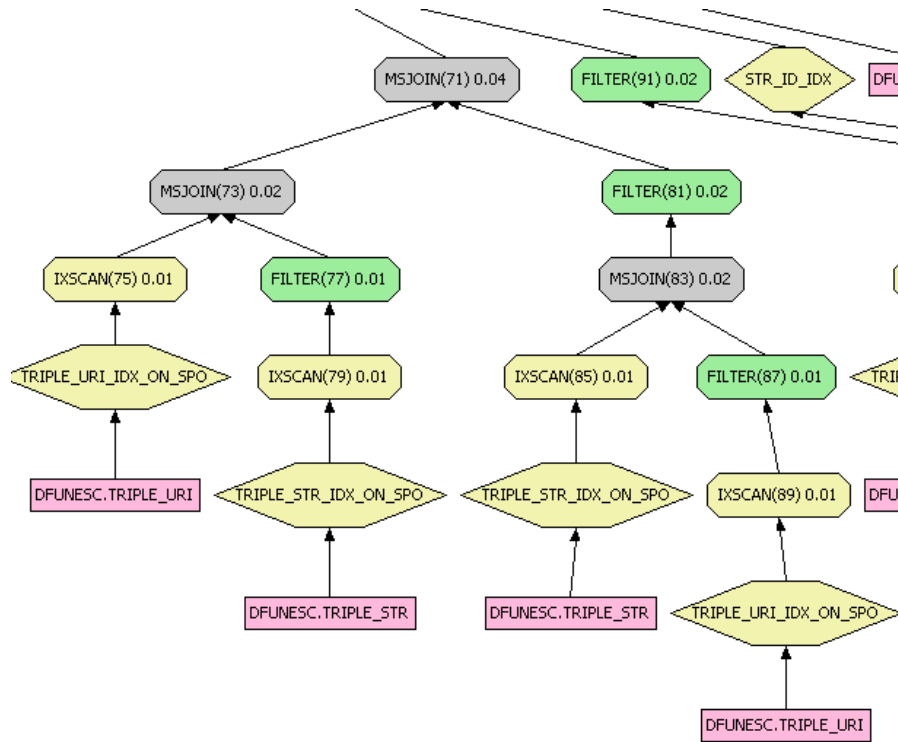 MSJOIN(71) 0.04
FILTER(91) 0.02
STR_ID_IDX
DFU
MSJOIN(73) 0.02
FILTER(81) 0.02
IXSCAN(75) 0.01
FILTER(77) 0.01
MSJOIN(83) 0.02
TRIPLE_URI_IDX_ON_SPO
IXSCAN(79) 0.01
IXSCAN(85) 0.01
FILTER(87) 0.01
TRIP
DFUNESC.TRIPLE_URI
TRIPLE_STR_IDX_ON_SPO
TRIPLE_STR_IDX_ON_SPO
IXSCAN(89) 0.01
DFU
DFUNESC.TRIPLE_STR
DFUNESC.TRIPLE_STR
TRIPLE_URI_IDX_ON_SPO
DFUNESC.TRIPLE_URI